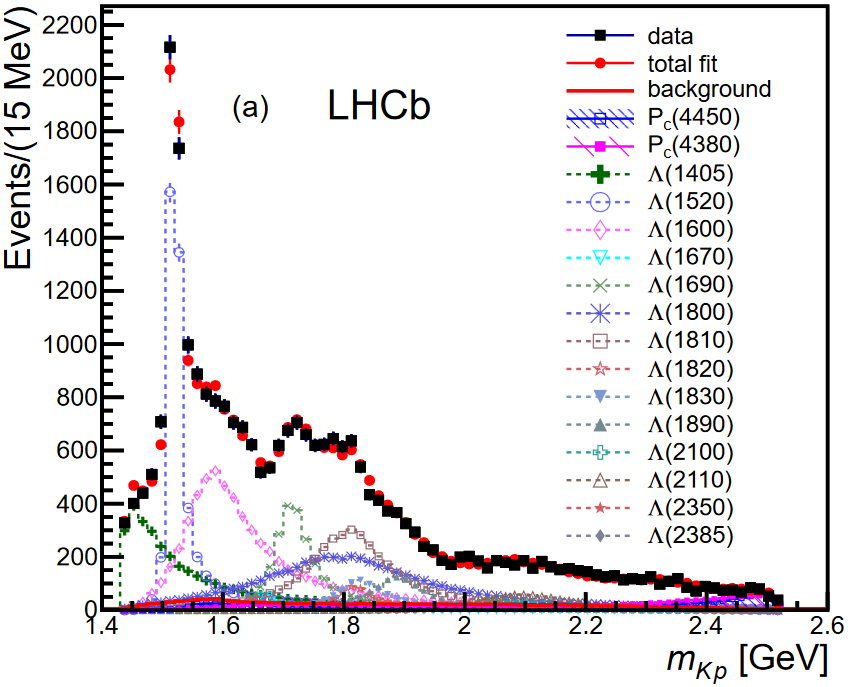 Events/(15 MeV)
2200
2000
1800
1600
1400
1200
1000
800
600
400
200
0
(a)
LHCb
data
total fit
background
P_c(4450)
P_c(4380)
Λ(1405)
Λ(1520)
Λ(1600)
Λ(1670)
Λ(1690)
Λ(1800)
Λ(1810)
Λ(1820)
Λ(1830)
Λ(1890)
Λ(2100)
Λ(2110)
Λ(2350)
Λ(2385)
1.4 1.6 1.8 2 2.2 2.4 2.6
m_Kp [GeV]